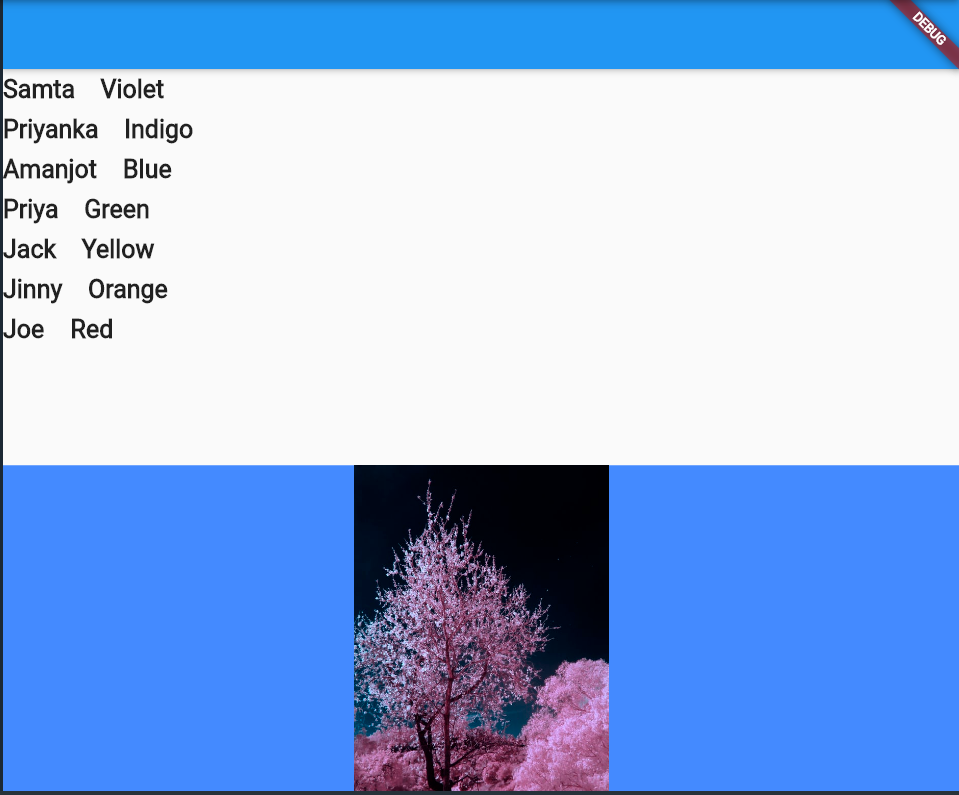 DEBUG
Samta Violet
Priyanka Indigo
Amanjot Blue
Priya Green
Jack Yellow
Jinny Orange
Joe Red